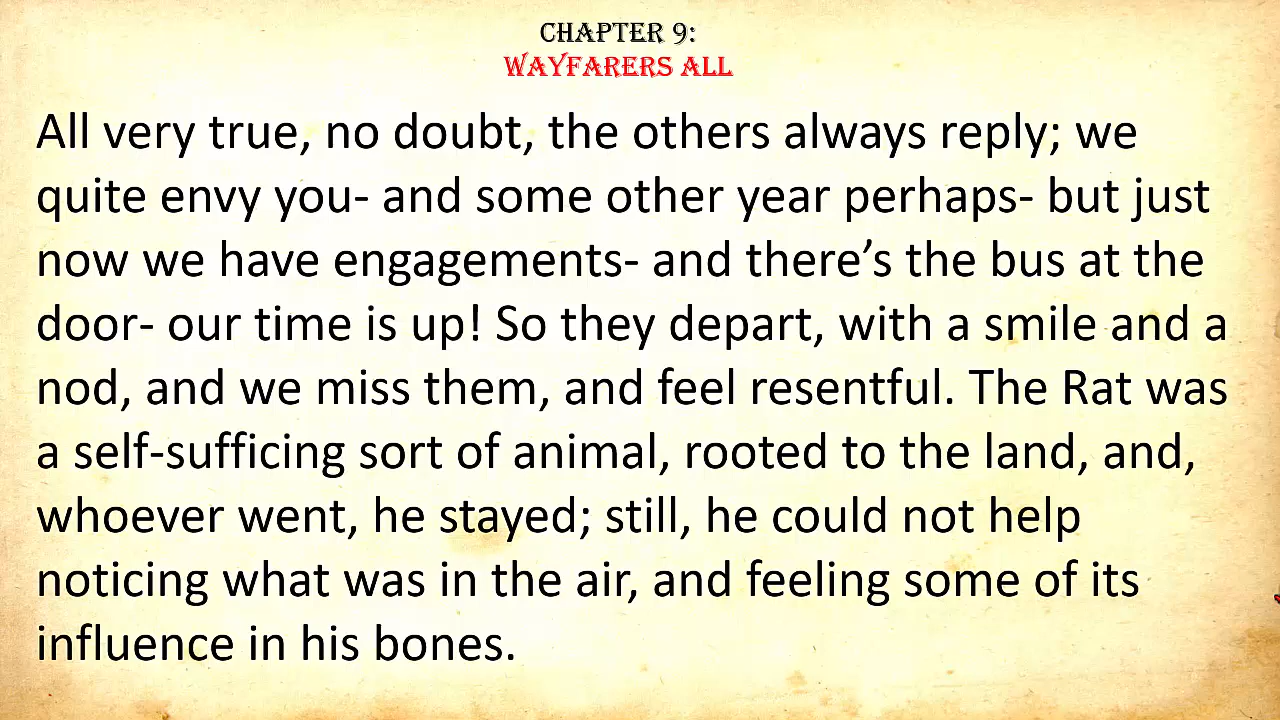 CHAPTER 9:
WAYFARERS ALL
All very true, no doubt, the others always reply; we
quite envy you- and some other year perhaps- but just
now we have engagements- and there’s the bus at the
door- our time is up! So they depart, with a smile and a
nod, and we miss them, and feel resentful. The Rat was
a self-sufficing sort of animal, rooted to the land, and,
whoever went, he stayed; still, he could not help
noticing what was in the air, and feeling some of its
influence in his bones.